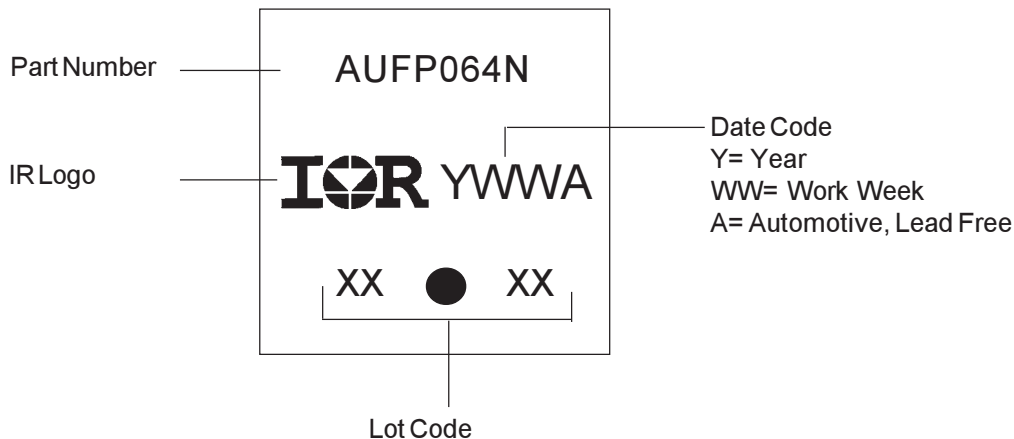 Part Number
AUFP064N
IR Logo
IOR YWWA
Date Code
Y= Year
WW= Work Week
A= Automotive, Lead Free
XX XX
Lot Code